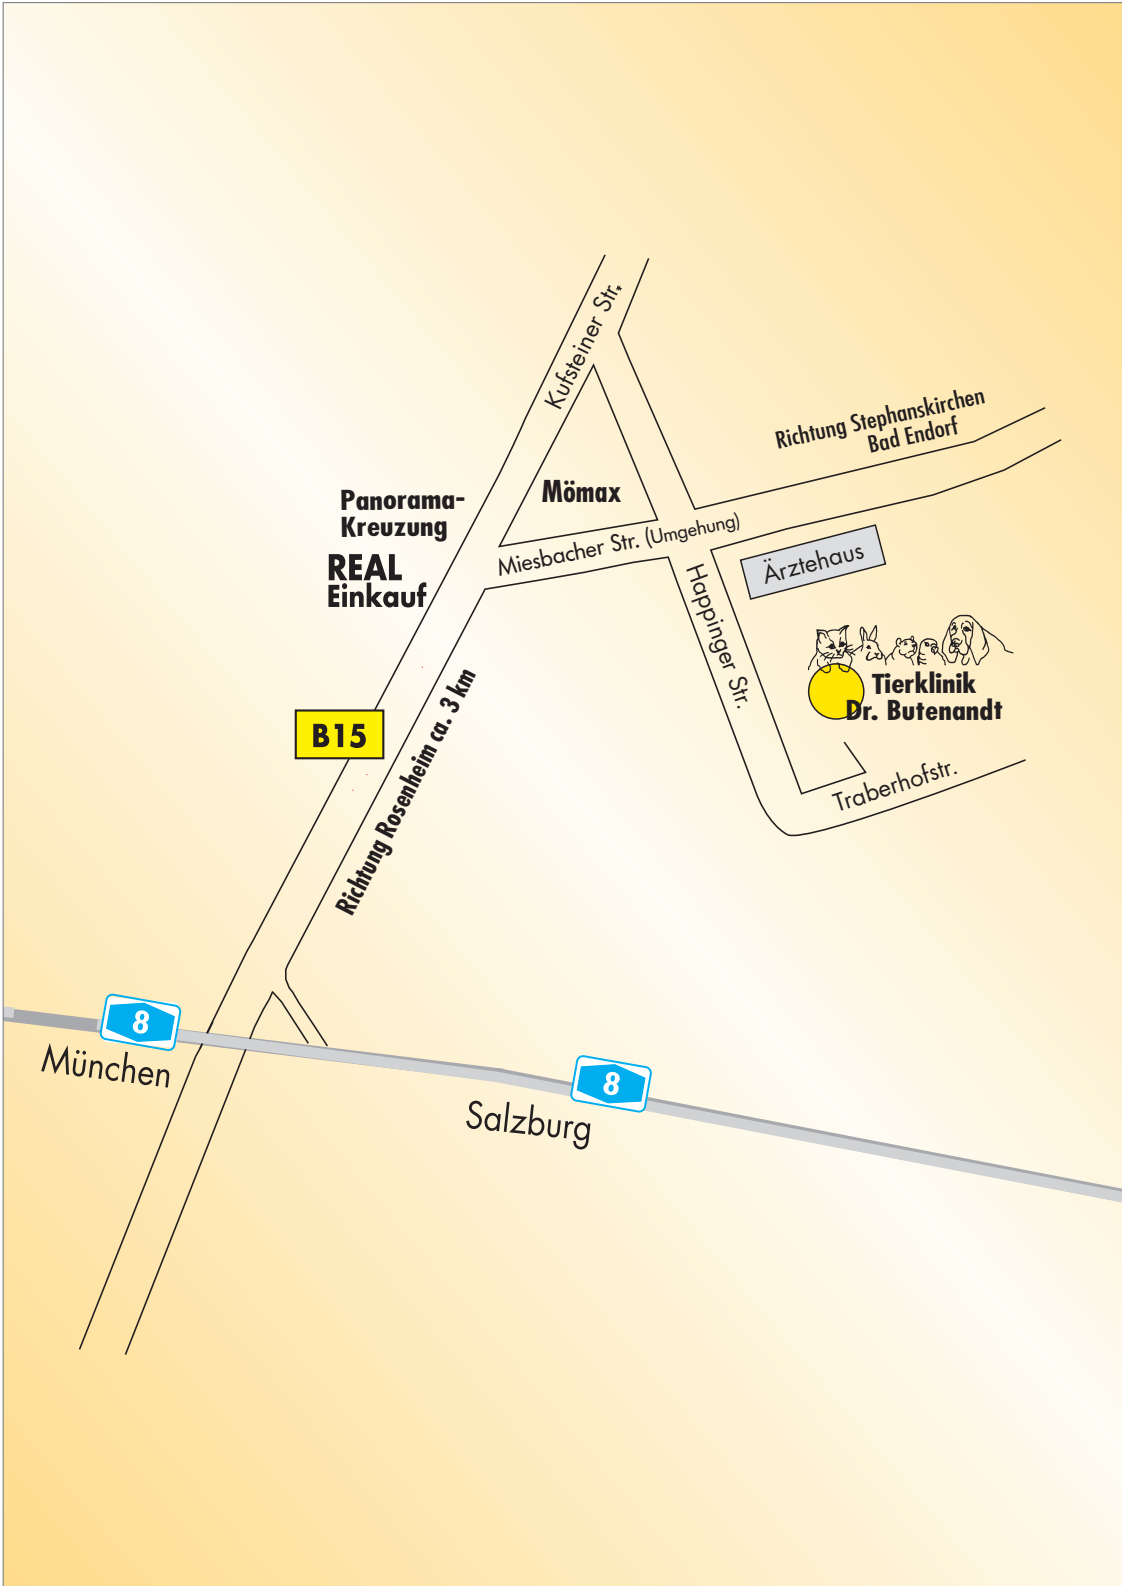 Kufsteiner Str.
Richtung Stephanskirchen
Bad Endorf
Panorama-
Kreuzung
Mömax
REAL
Einkauf
Miesbacher Str. (Umgehung)
Ärztehaus
Happinger Str.
Tierklinik
Dr. Butenandt
B15
Richtung Rosenheim ca. 3 km
Traberhofstr.
8
München
8
Salzburg